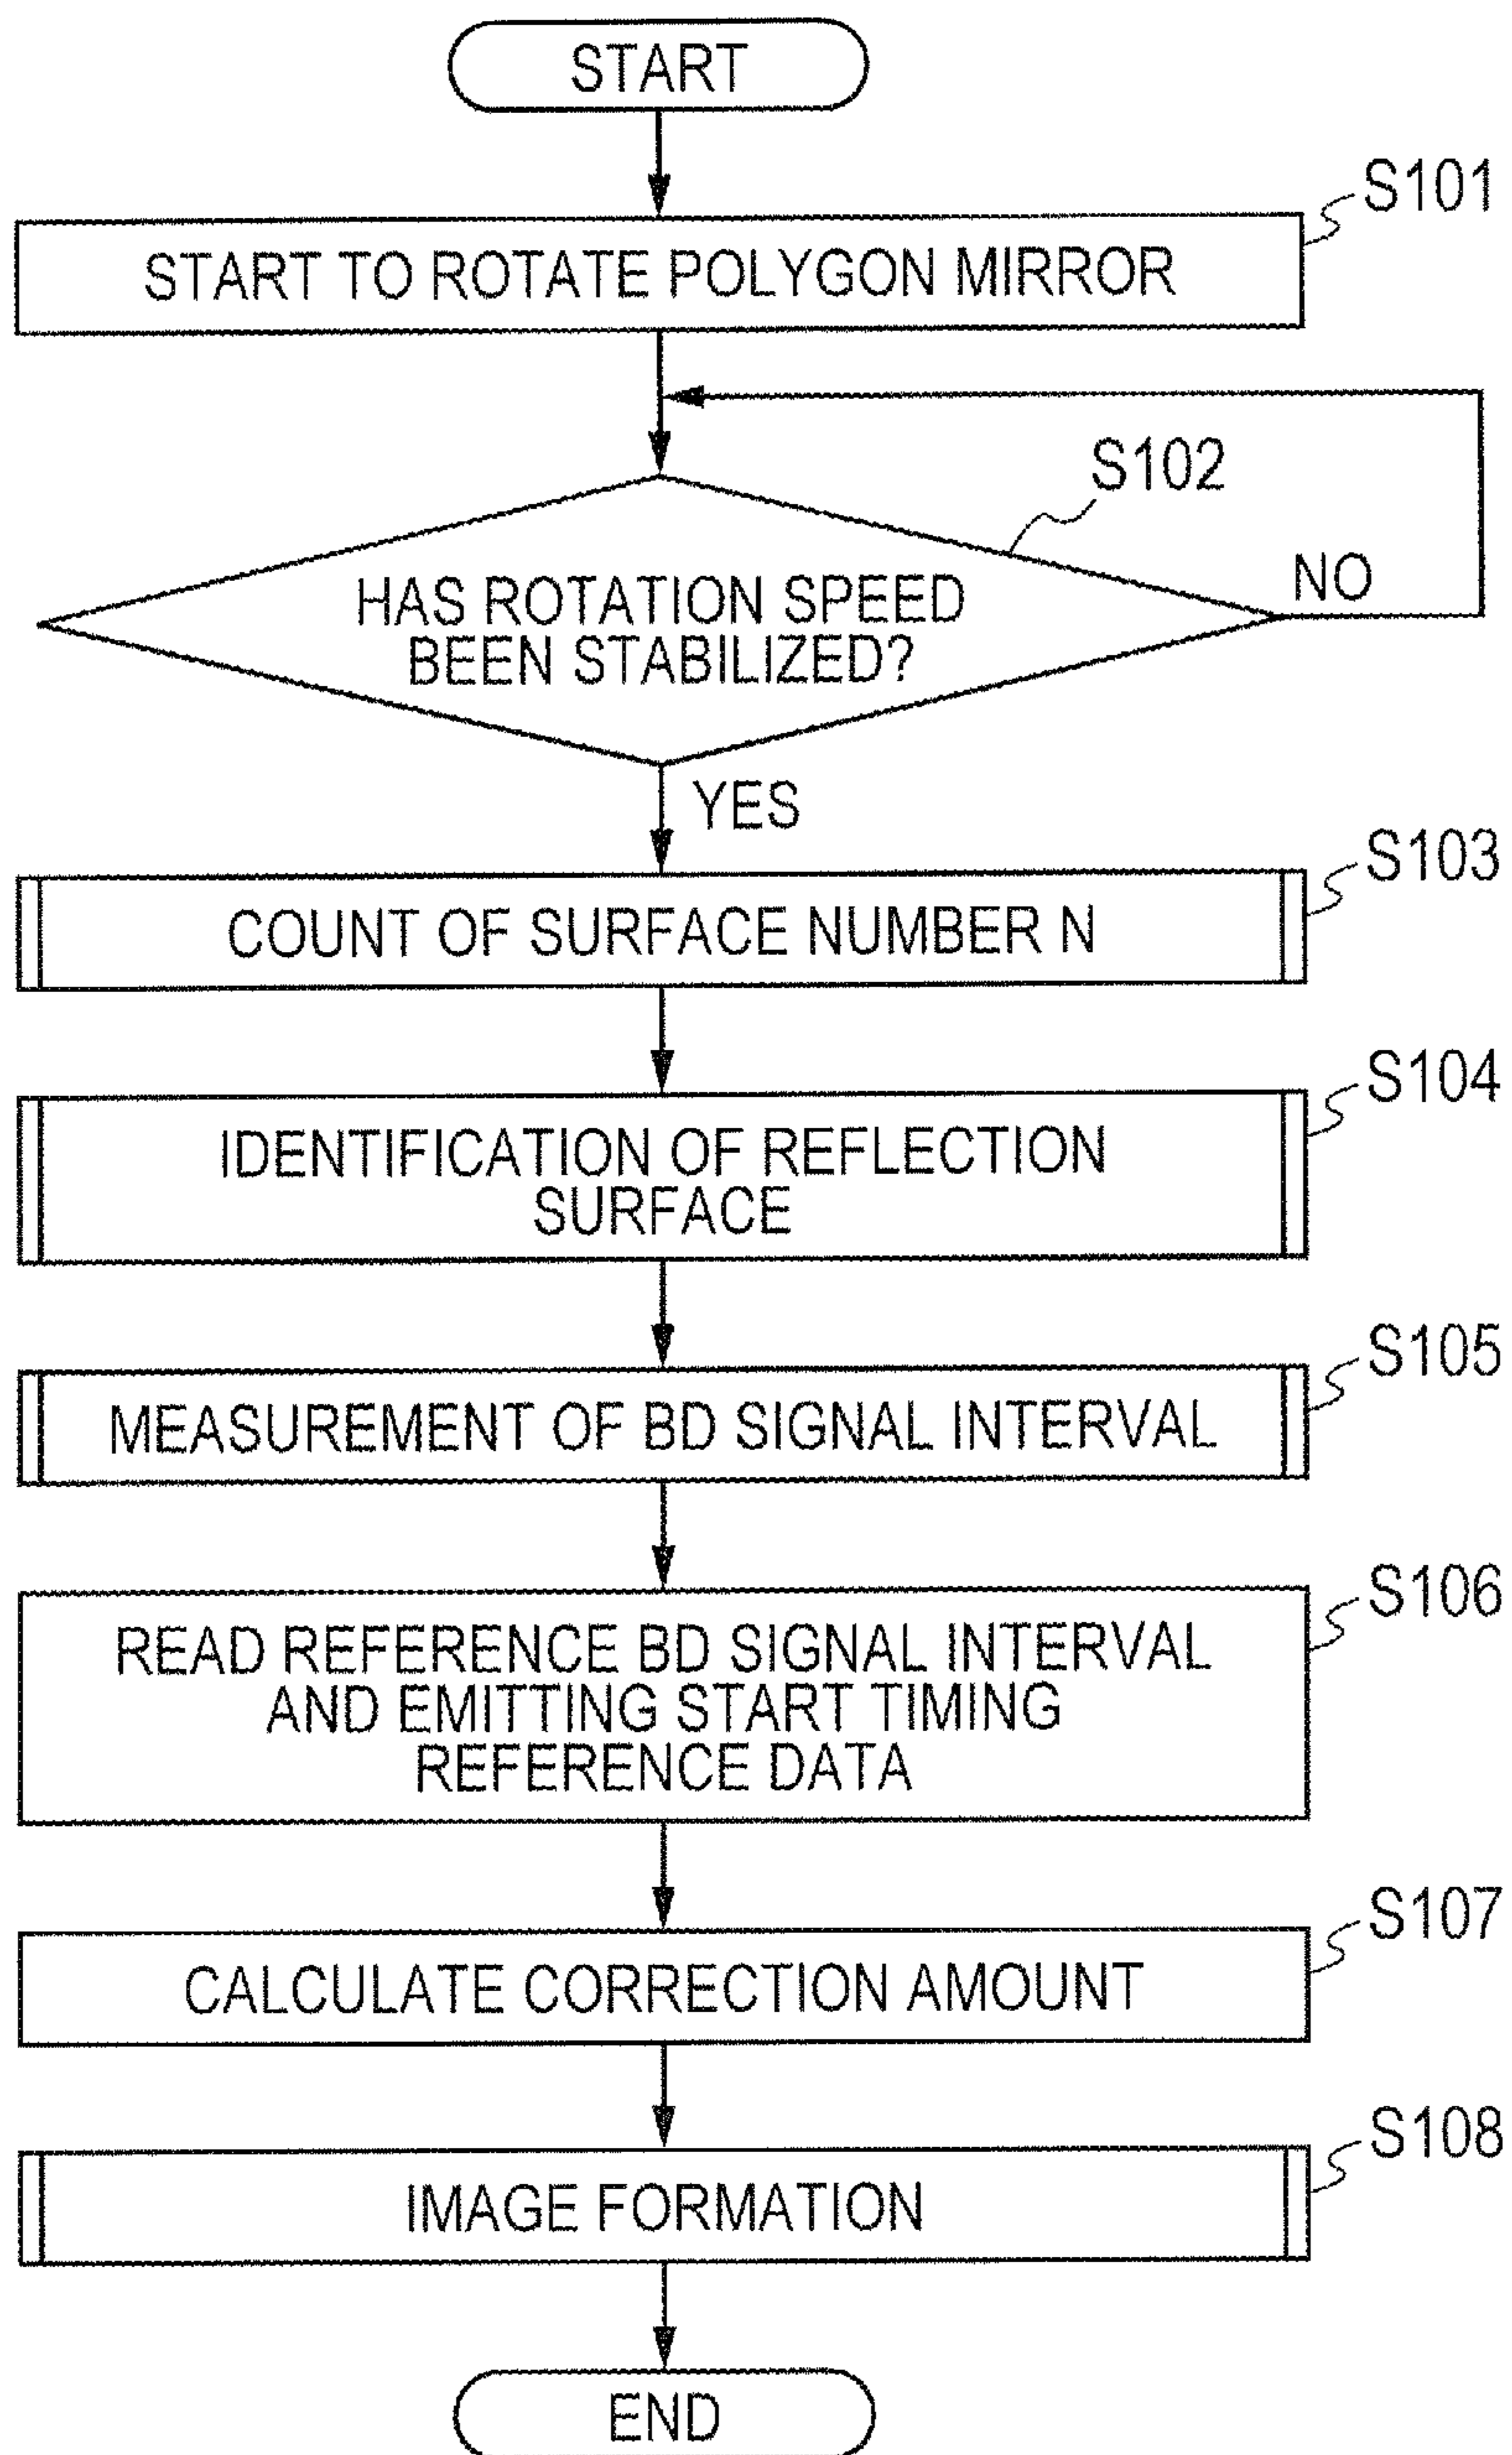 START
S101
START TO ROTATE POLYGON MIRROR
S102
HAS ROTATION SPEED
BEEN STABILIZED?
NO
YES
S103
COUNT OF SURFACE NUMBER N
S104
IDENTIFICATION OF REFLECTION
SURFACE
S105
MEASUREMENT OF BD SIGNAL INTERVAL
S106
READ REFERENCE BD SIGNAL INTERVAL
AND EMITTING START TIMING
REFERENCE DATA
S107
CALCULATE CORRECTION AMOUNT
S108
IMAGE FORMATION
END